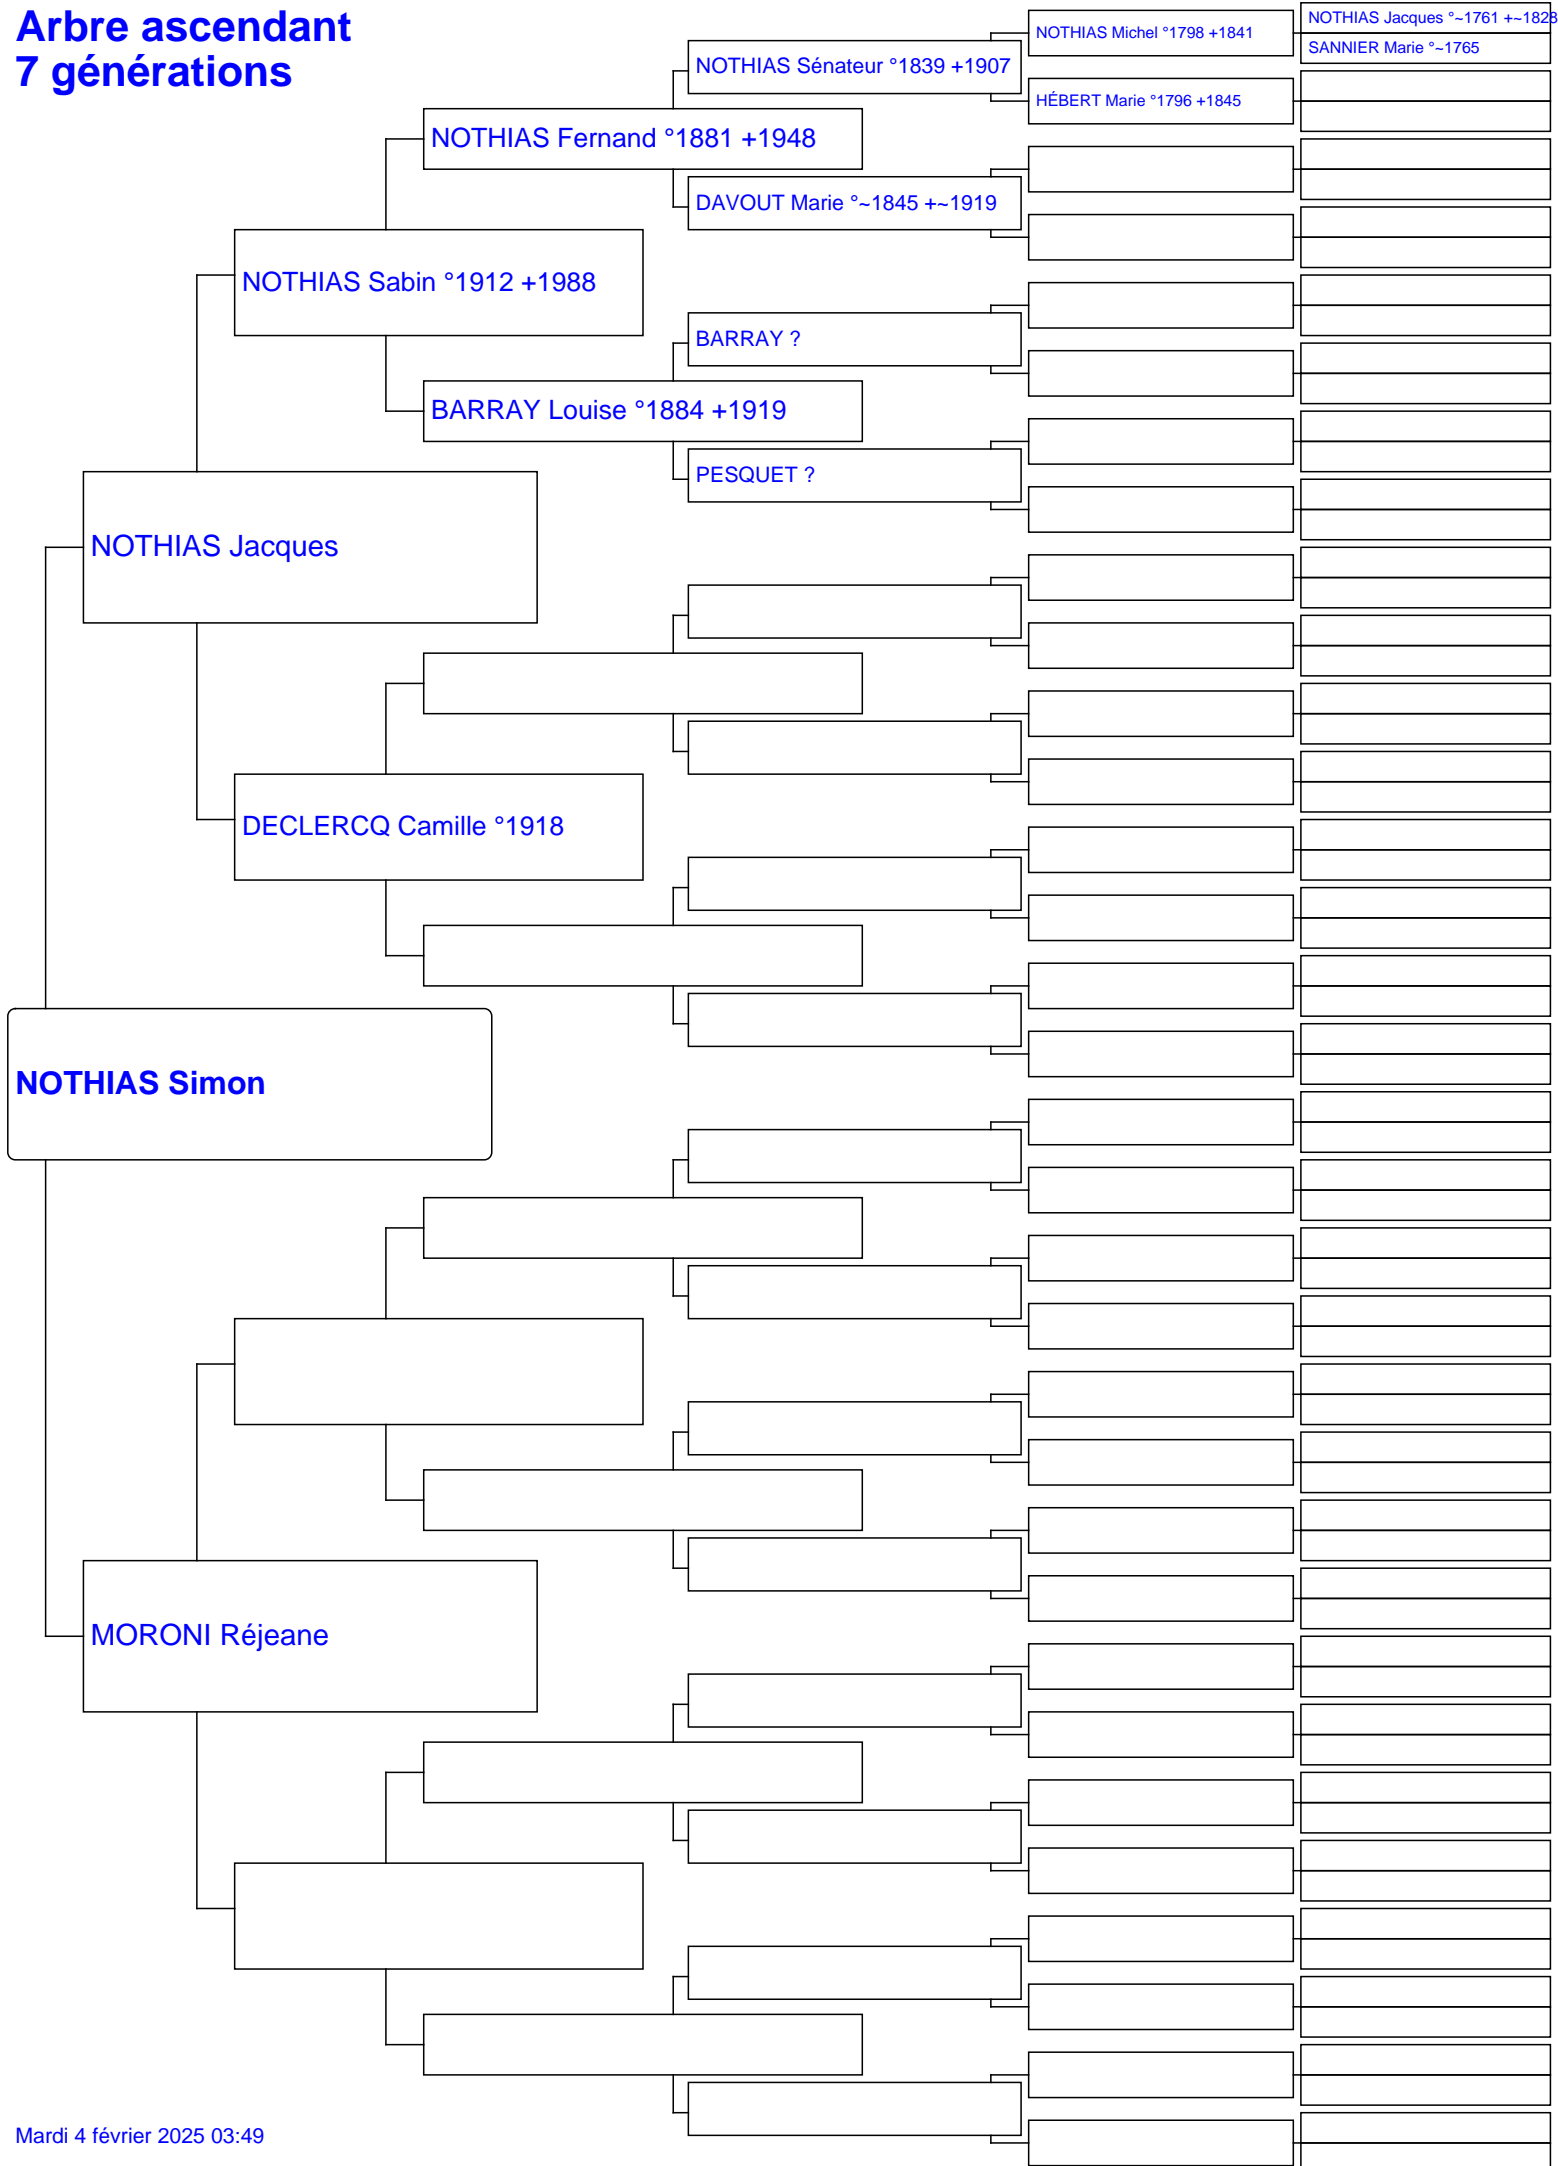 Arbre ascendant
7 générations
NOTHIAS Jacques °~1761 +~1828
NOTHIAS Michel °1798 +1841
SANNIER Marie °~1765
NOTHIAS Sénateur °1839 +1907
HÉBERT Marie °1796 +1845
NOTHIAS Fernand °1881 +1948
DAVOUT Marie °~1845 +~1919
NOTHIAS Sabin °1912 +1988
BARRAY ?
BARRAY Louise °1884 +1919
PESQUET ?
NOTHIAS Jacques
DECLERCQ Camille °1918
NOTHIAS Simon
MORONI Réjeane
Mardi 4 février 2025 03:49